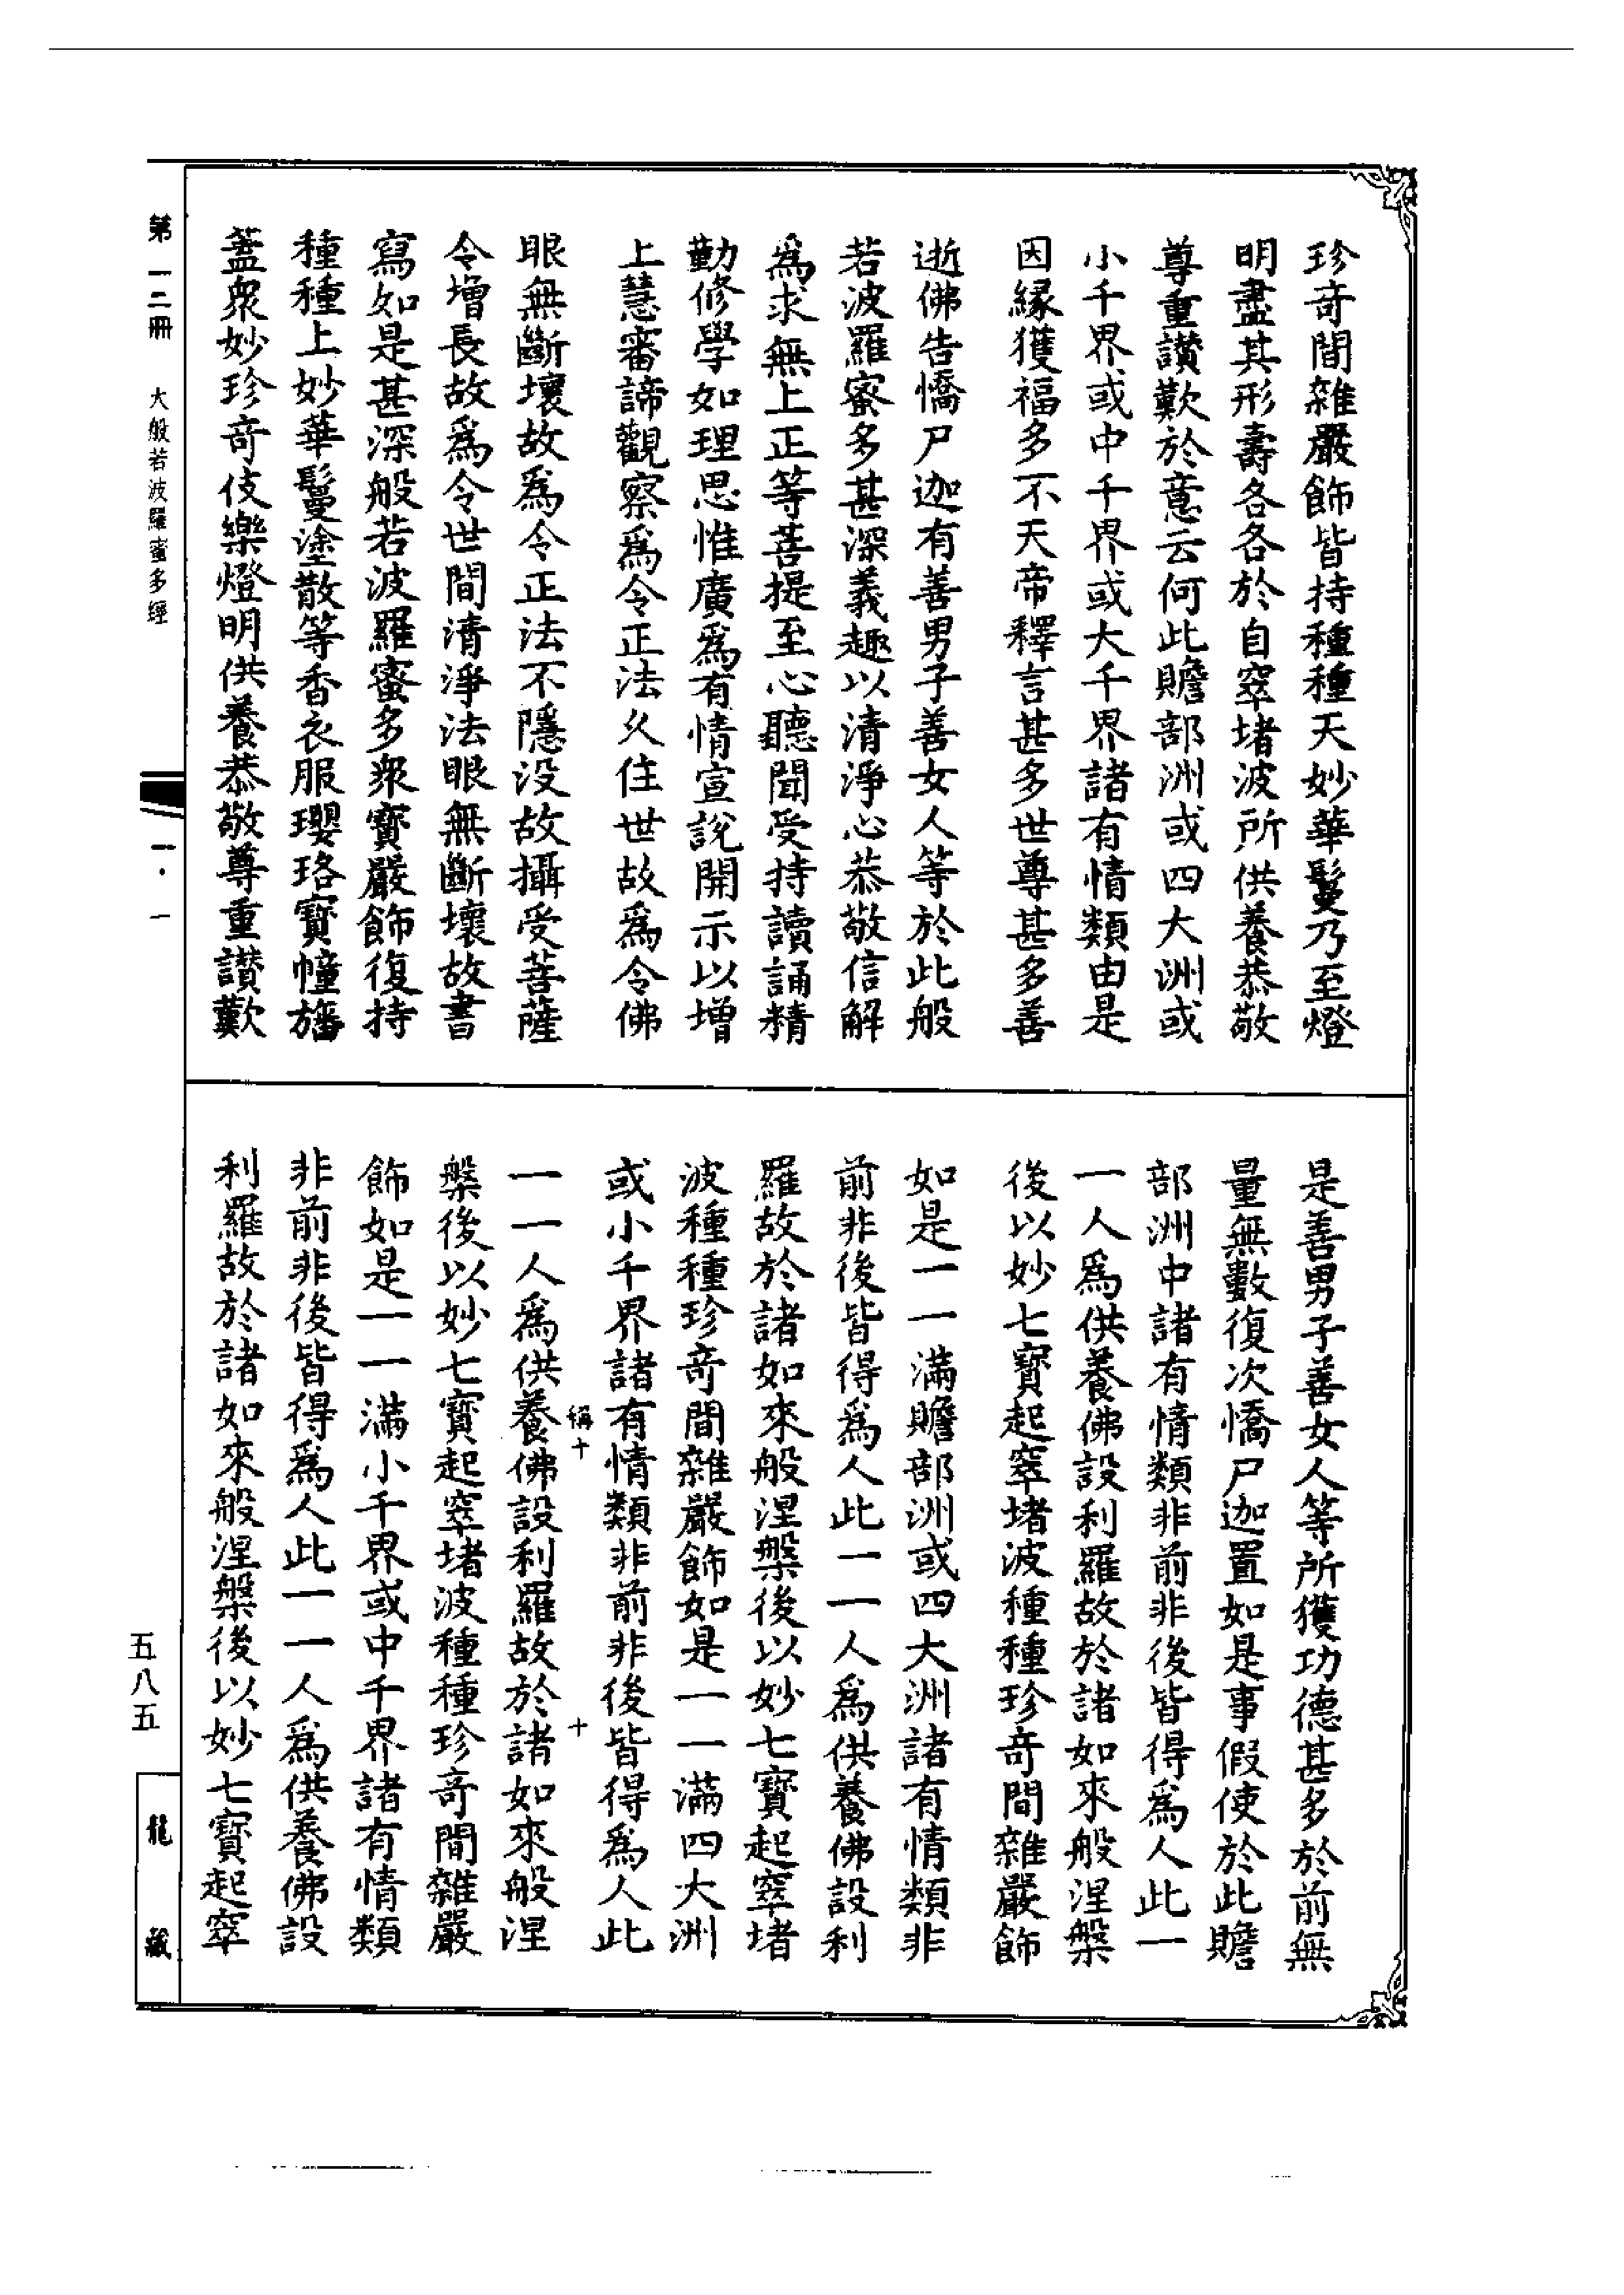 珍奇間雜嚴飾皆持種種天妙華鬘乃至燈
明盡其形壽各各於自窣堵波所供養恭敬
尊重讃歎於意云何此贍部洲或四大洲或
小千界或中千界或大千界諸有情類由是
因緣獲福多不天帝釋言甚多世尊甚多善
逝佛告憍尸迦有善男子善女人等於此般
若波羅蜜多甚深義趣以清淨心恭敬信解
爲求無上正等菩提至心聽聞受持讀誦精
勤修學如理思惟廣爲有情宣說開示以增
上慧審諦觀察爲令正法久住世故爲令佛
眼無斷壞故爲令正法不隱没故攝受菩薩
令增長故爲令世間清淨法眼無斷壞故書
寫如是甚深般若波羅蜜多衆寶嚴飾復持
種種上妙華鬘塗散等香衣服瓔珞寶幢旛
蓋衆妙珍奇伎樂燈明供養恭敬尊重讃歎
是善男子善女人等所獲功德甚多於前無
量無數復次憍尸迦置如是事假使於此贍
部洲中諸有情類非前非後皆得爲人此一
一人爲供養佛設利羅故於諸如來般涅槃
後以妙七寶起窣堵波種種珍奇間雜嚴飾
如是一一滿贍部洲或四大洲諸有情類非
前非後皆得爲人此一一人爲供養佛設利
羅故於諸如來般涅槃後以妙七寶起窣堵
波種種珍奇間雜嚴飾如是一一滿四大洲
或小千界諸有情類非前非後皆得爲人此
稱十 十
一一人爲供養佛設利羅故於諸如來般涅
槃後以妙七寶起窣堵波種種珍奇間雜嚴
飾如是一一滿小千界或中千界諸有情類
非前非後皆得爲人此一一人爲供養佛設
利羅故於諸如來般涅槃後以妙七寶起窣
第一二冊 大般若波羅蜜多經 一·一
五八五
龍藏